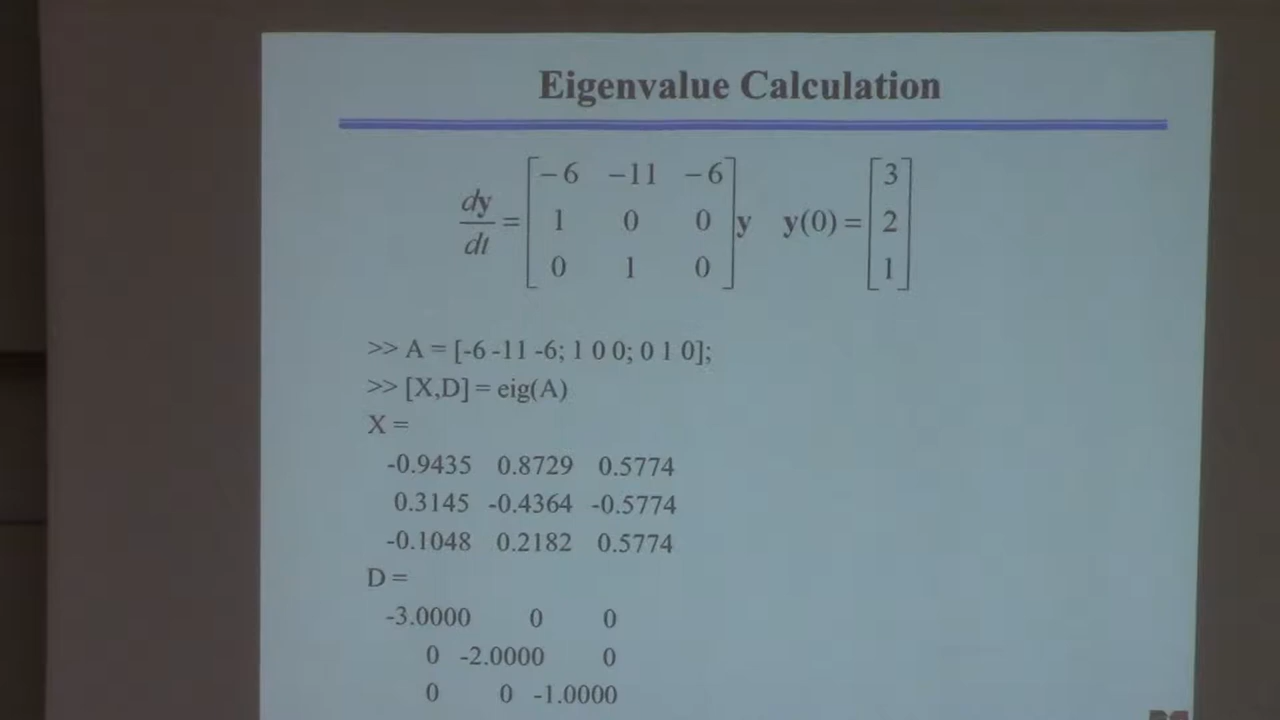 Eigenvalue Calculation
dy/dt = [-6 -11 -6; 1 0 0; 0 1 0] y   y(0) = [3; 2; 1]
>> A = [-6 -11 -6; 1 0 0; 0 1 0];
>> [X,D] = eig(A)
X =
-0.9435 0.8729 0.5774
0.3145 -0.4364 -0.5774
-0.1048 0.2182 0.5774
D =
-3.0000 0 0
0 -2.0000 0
0 0 -1.0000